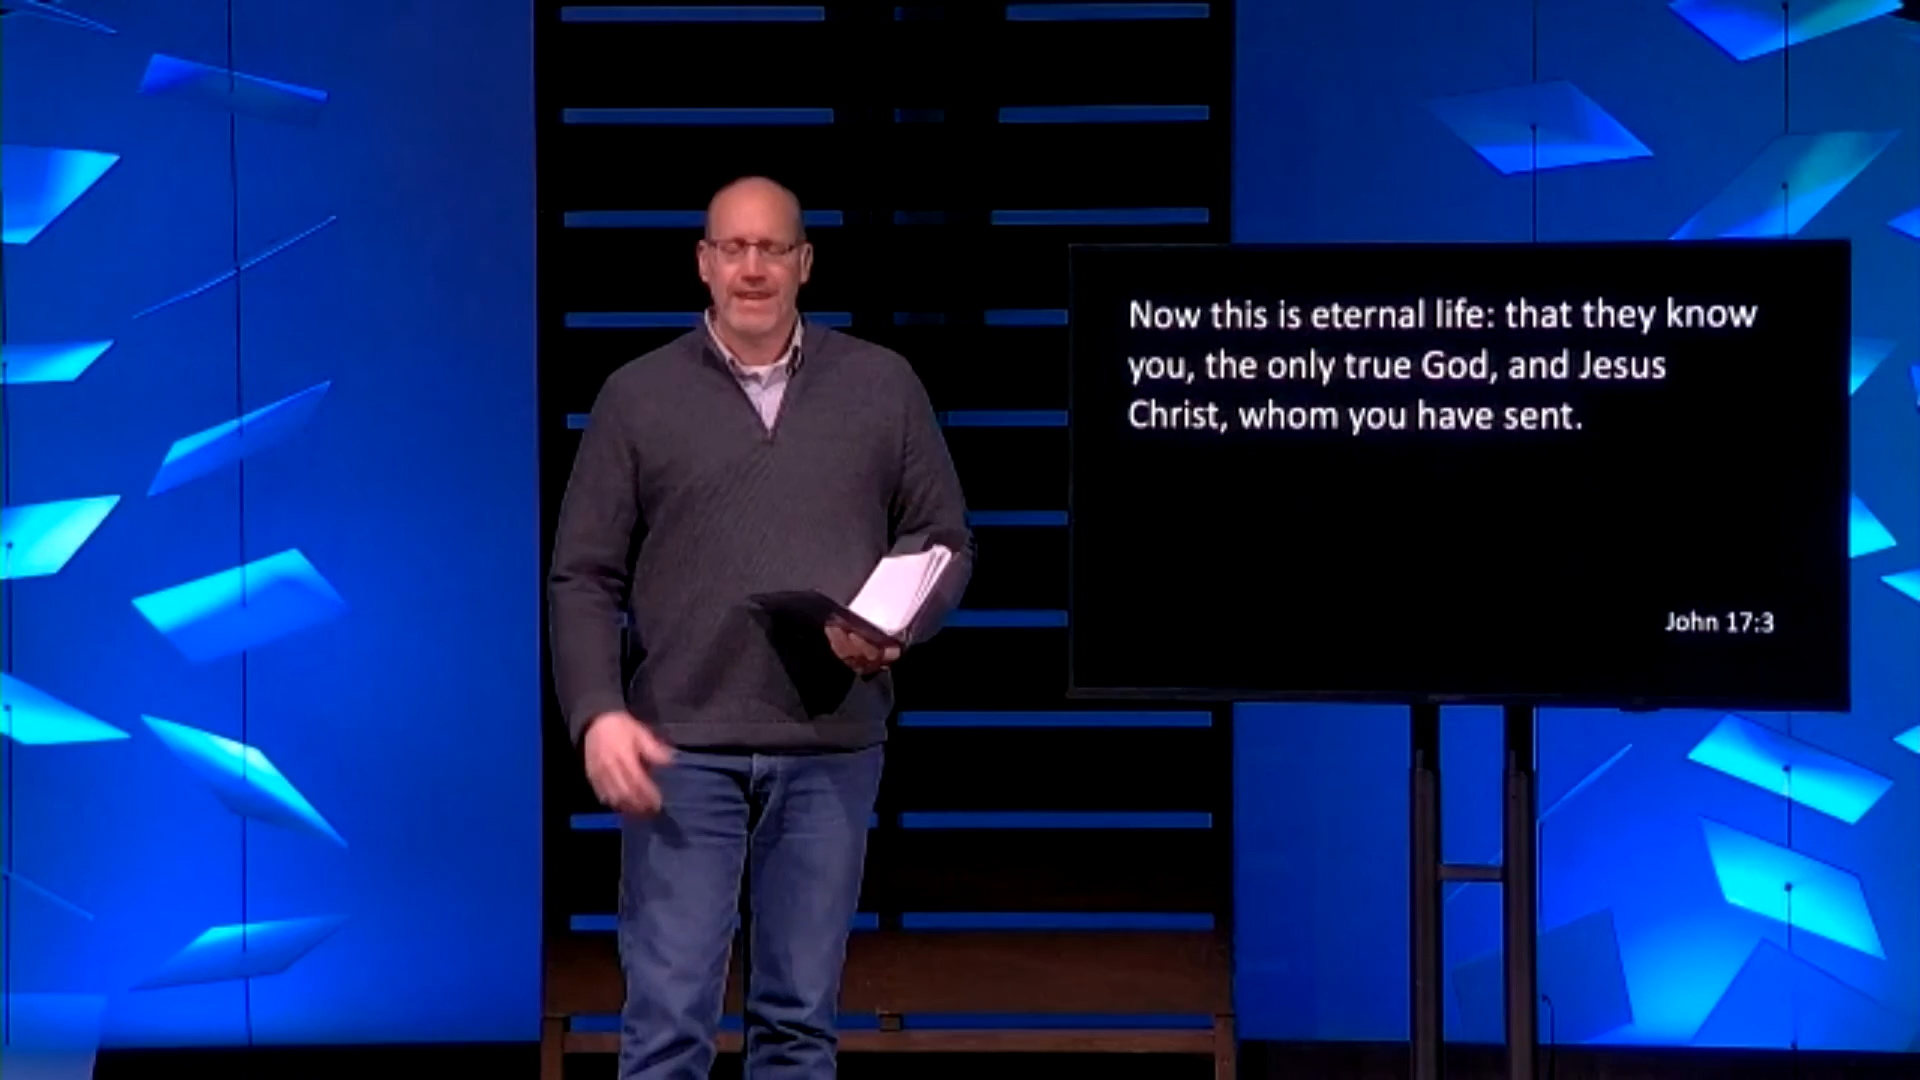 Now this is eternal life: that they know
you, the only true God, and Jesus
Christ, whom you have sent.
John 17:3